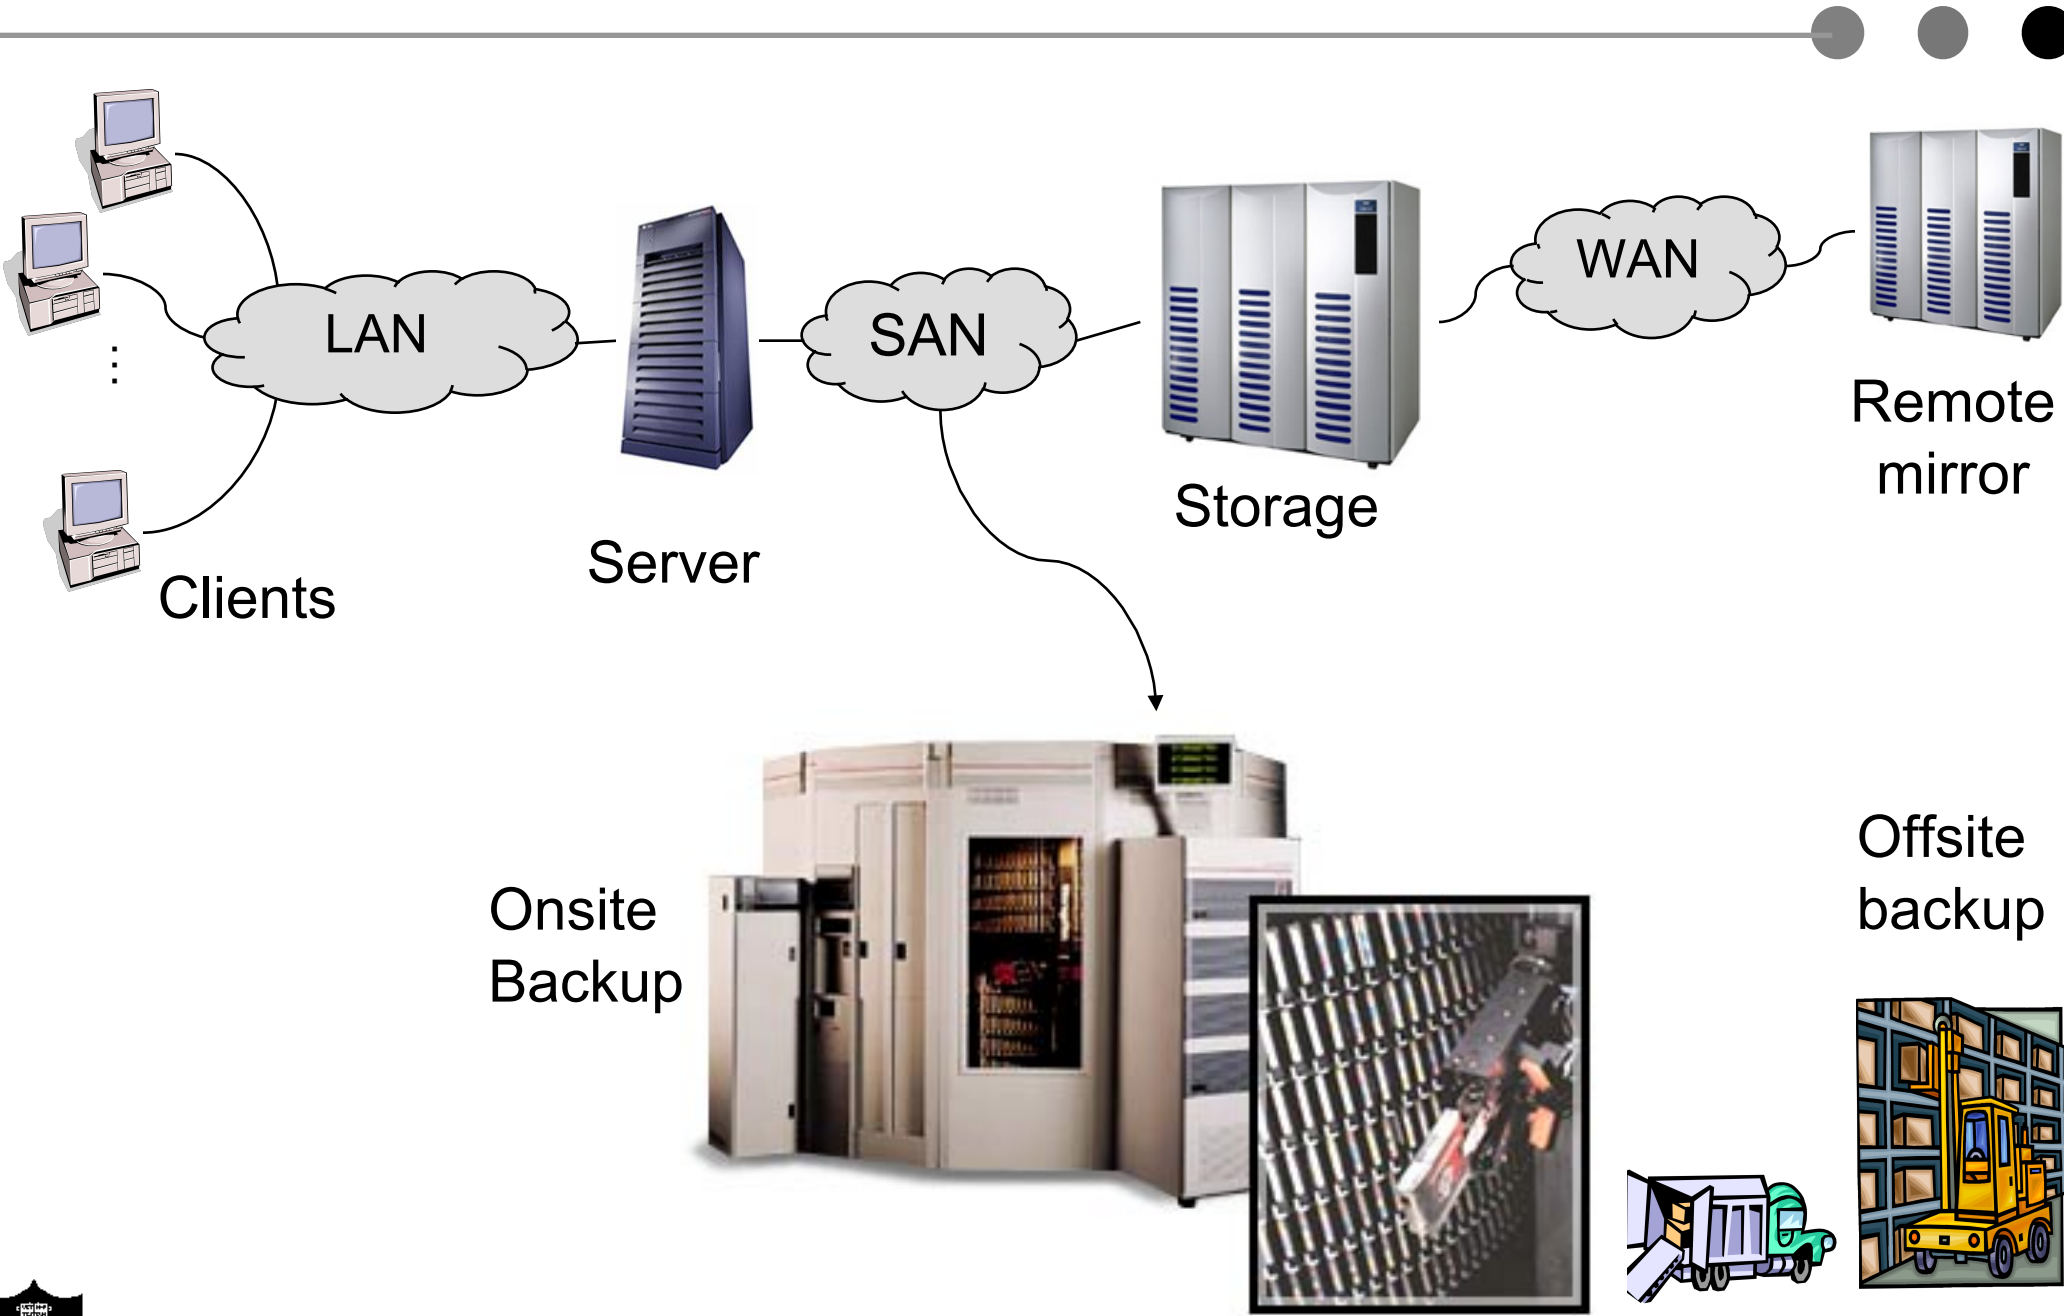 LAN
SAN
WAN
Remote
mirror
Storage
Server
Clients
Offsite
backup
Onsite
Backup